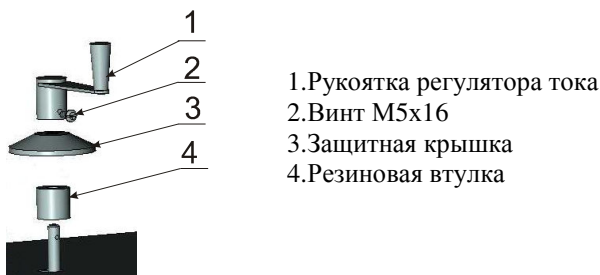 1
2
3
4
1.Рукоятка регулятора тока
2.Винт М5х16
3.Защитная крышка
4.Резиновая втулка